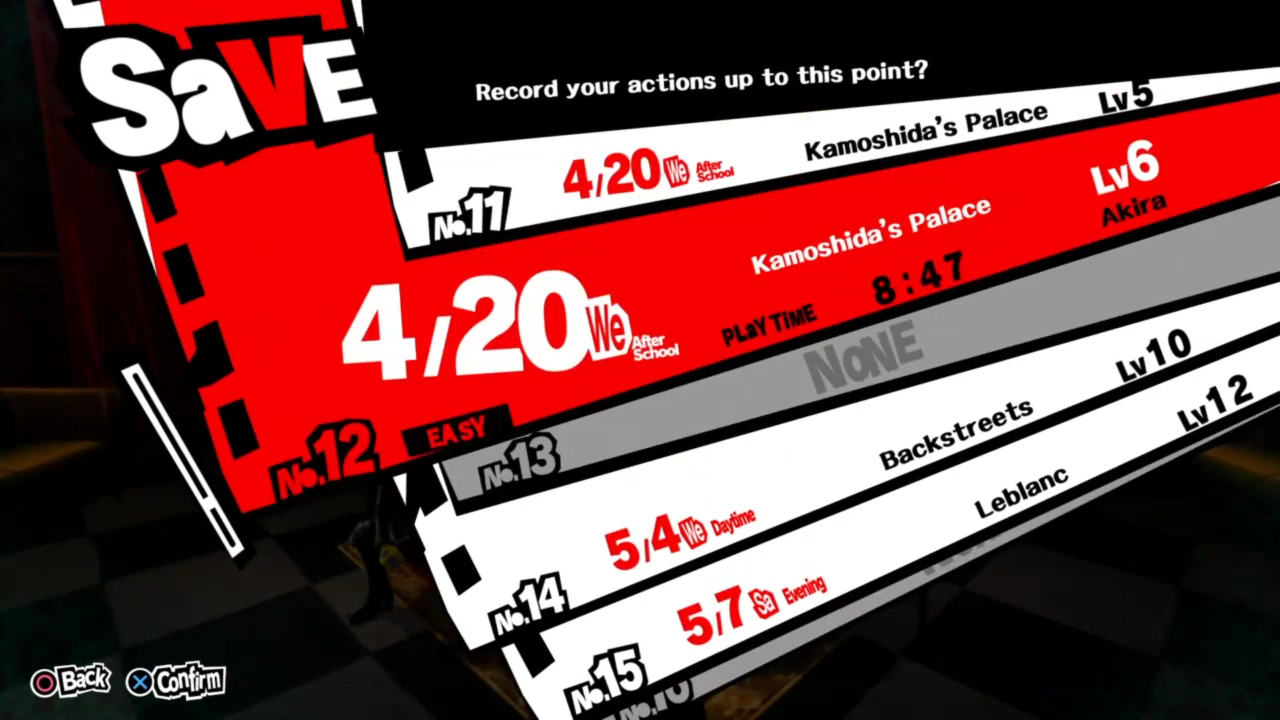 SaVE
Record your actions up to this point?
No.11 4/20 We After School Kamoshida's Palace Lv5
No.12 4/20 We After School Kamoshida's Palace Lv6
Akira
PLaY TiME 8:47
EASY
No.13 NoNE
No.14 5/4 We Daytime Backstreets Lv10
No.15 5/7 Sa Evening Leblanc Lv12
Back Confirm